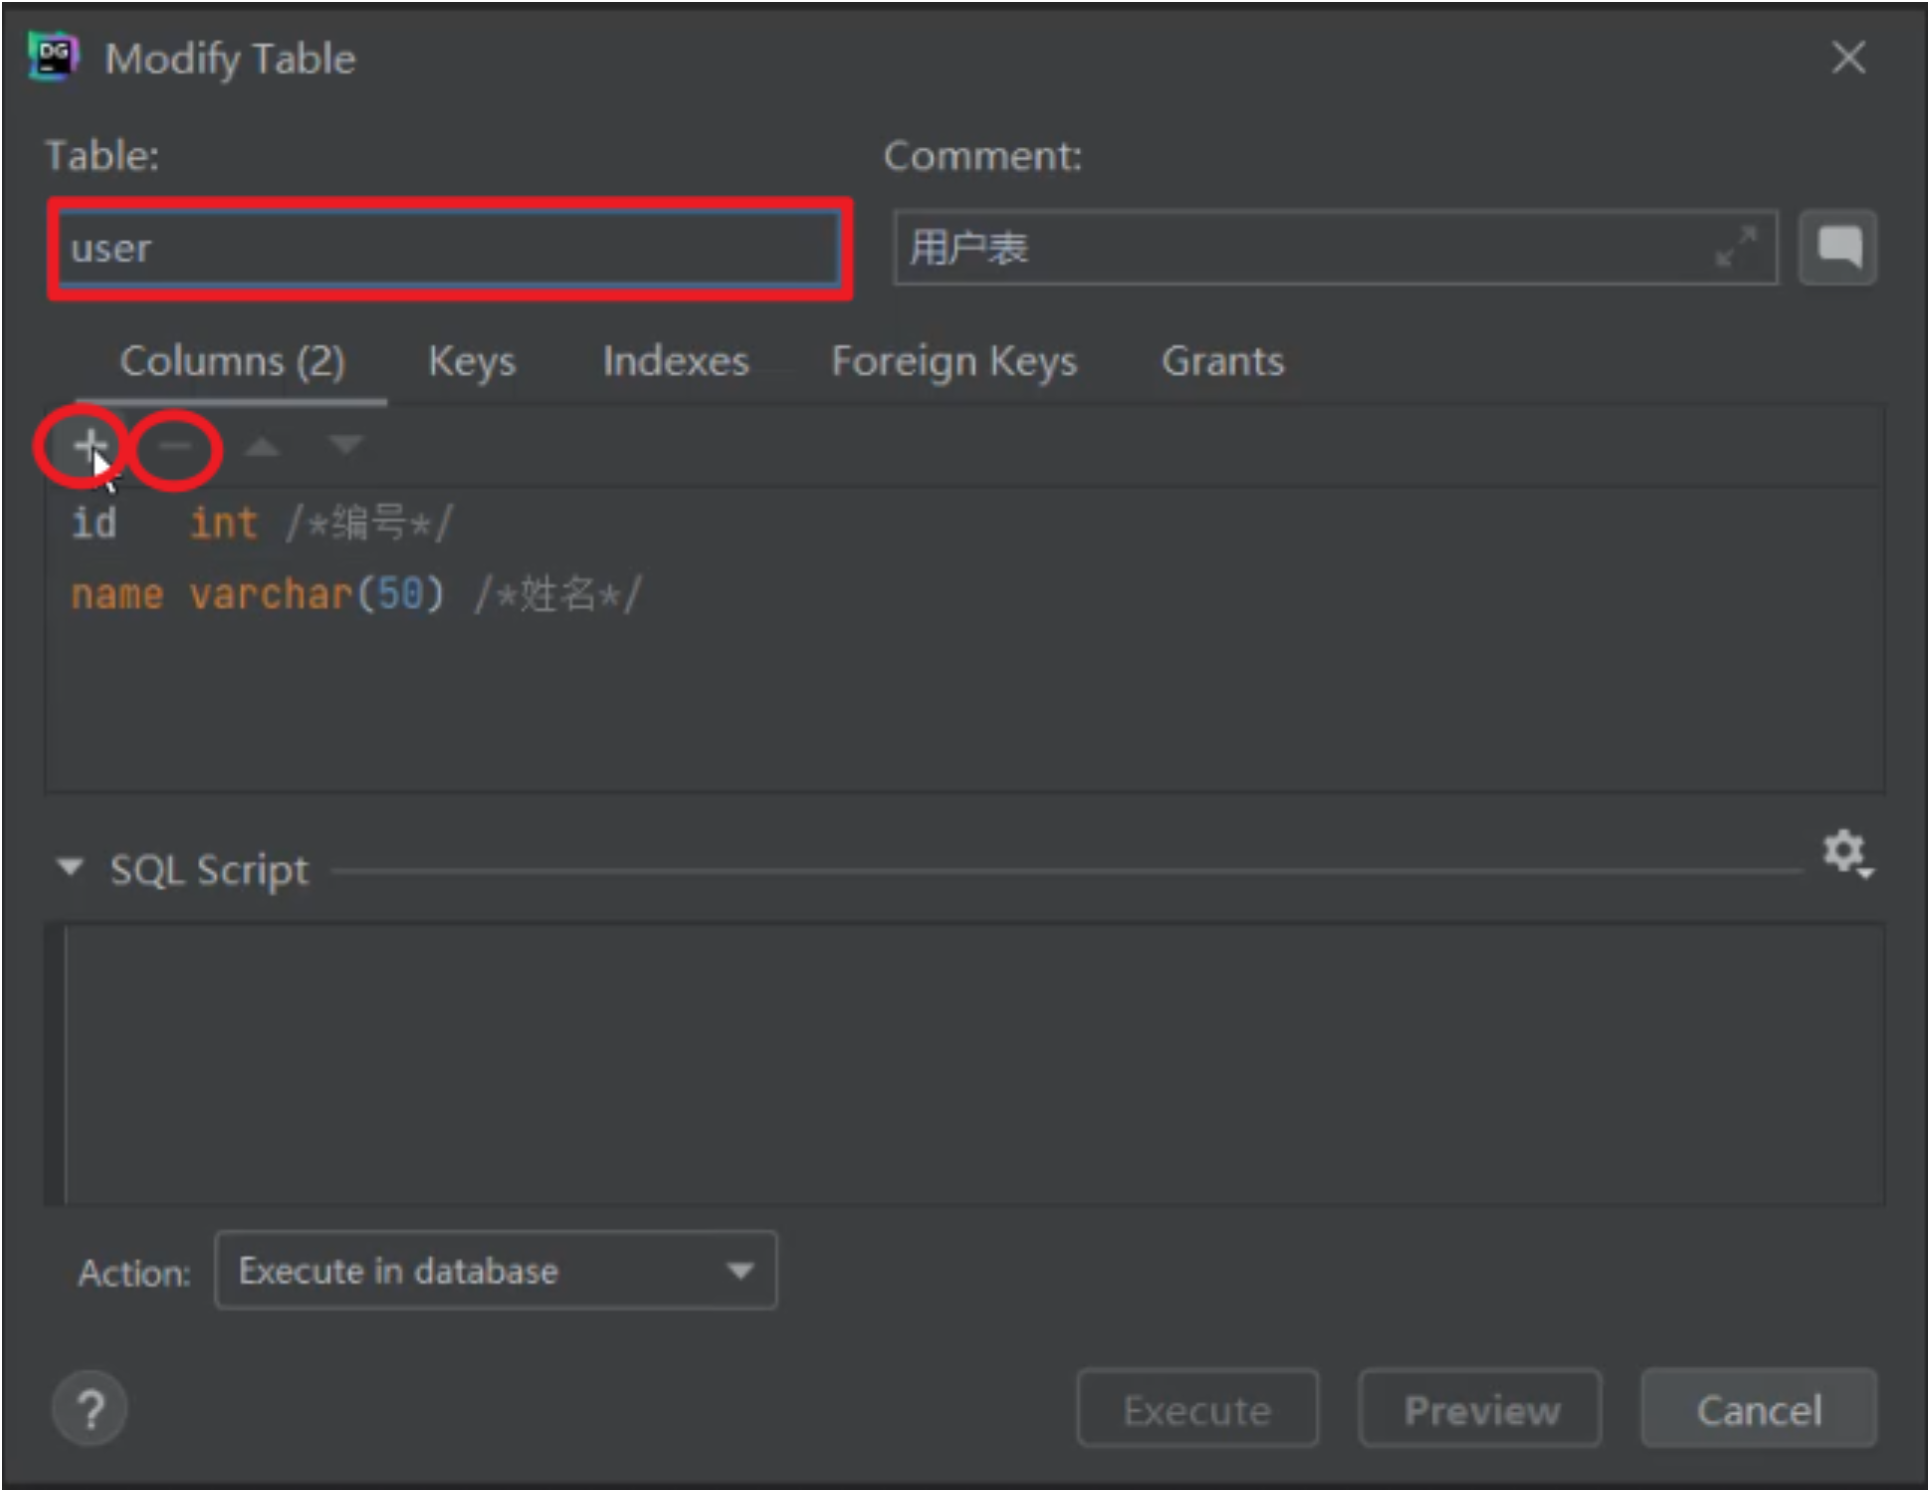 DG
Modify Table
Table:
Comment:
user
用户表
Columns (2)
Keys
Indexes
Foreign Keys
Grants
id int /*编号*/
name varchar(50) /*姓名*/
SQL Script
Action:
Execute in database
?
Execute
Preview
Cancel